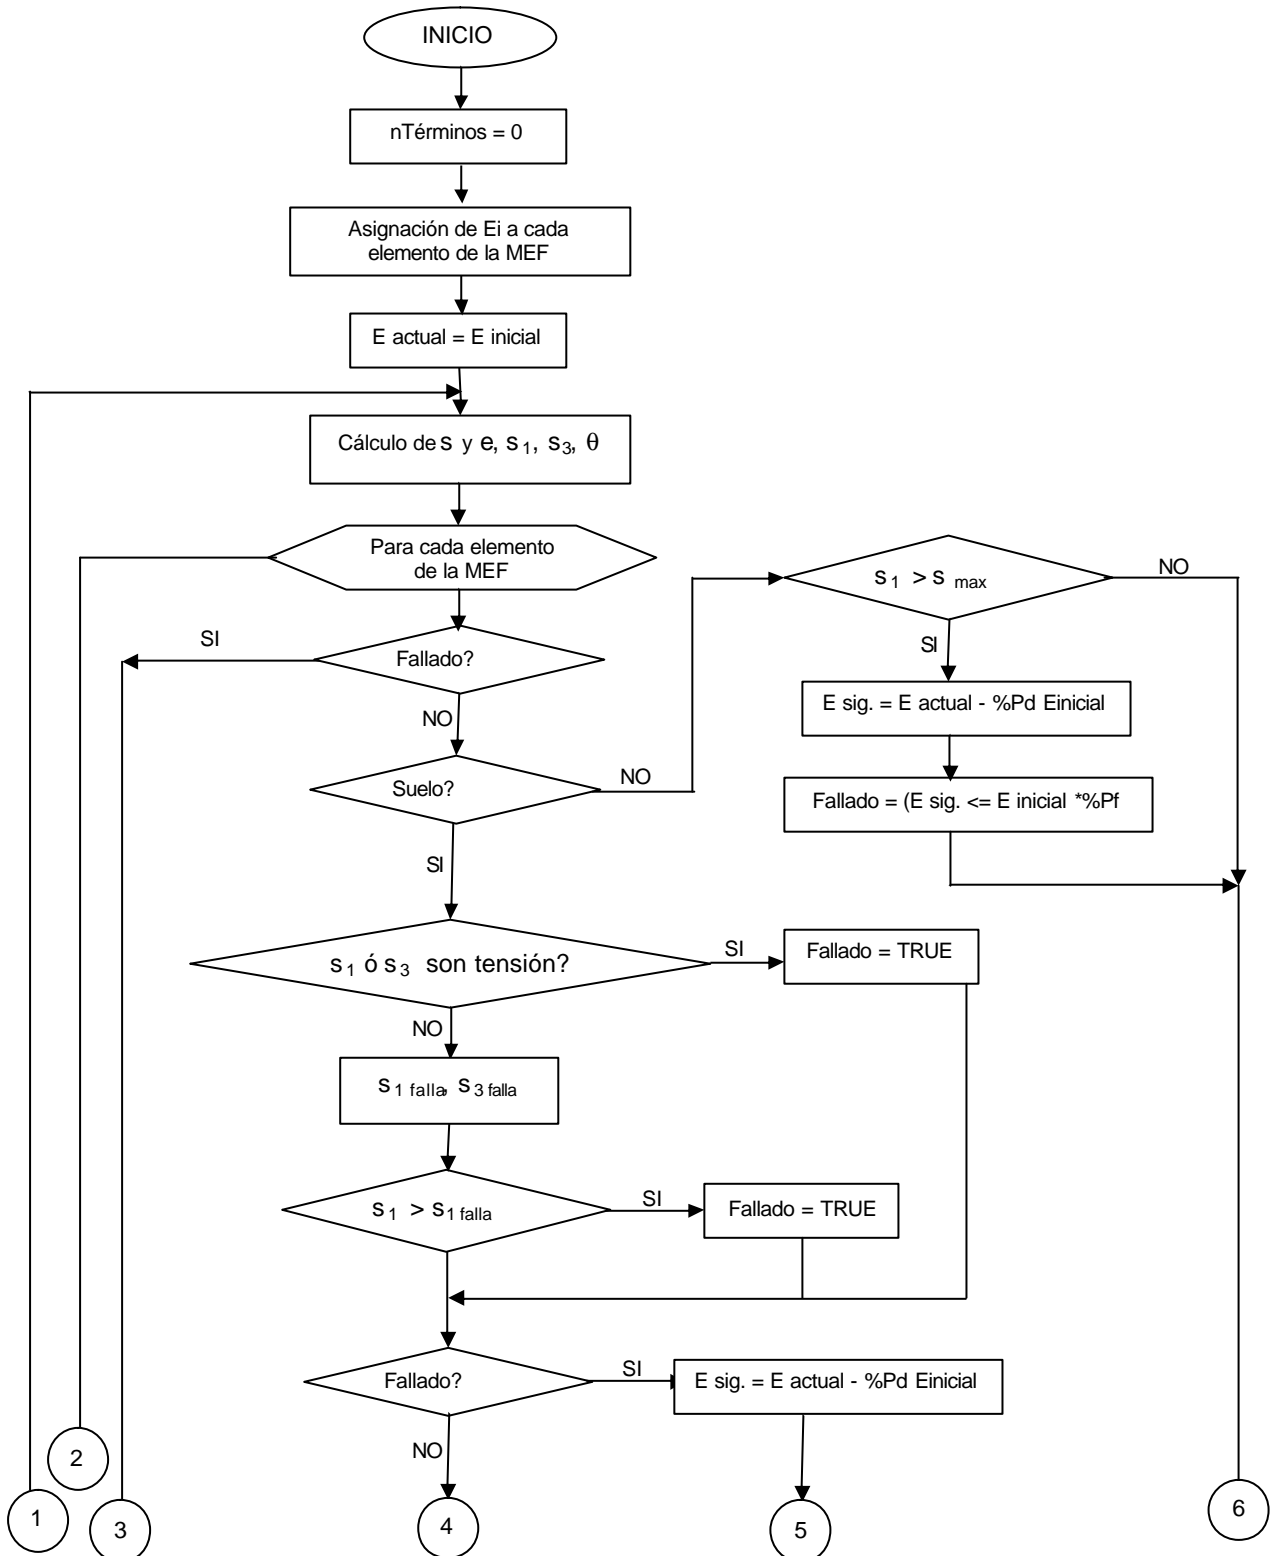 INICIO
nTérminos = 0
Asignación de Ei a cada
elemento de la MEF
E actual = E inicial
Cálculo de s y e, s 1, s 3, θ
Para cada elemento
de la MEF
s 1 > s max
NO
SI
Fallado?
SI
E sig. = E actual - %Pd Einicial
NO
Suelo?
NO
Fallado = (E sig. <= E inicial *%Pf
SI
s 1 ó s 3 son tensión?
SI
Fallado = TRUE
NO
s 1 falla, s 3 falla
s 1 > s 1 falla
SI
Fallado = TRUE
Fallado?
SI
E sig. = E actual - %Pd Einicial
NO
2
1
3
4
5
6